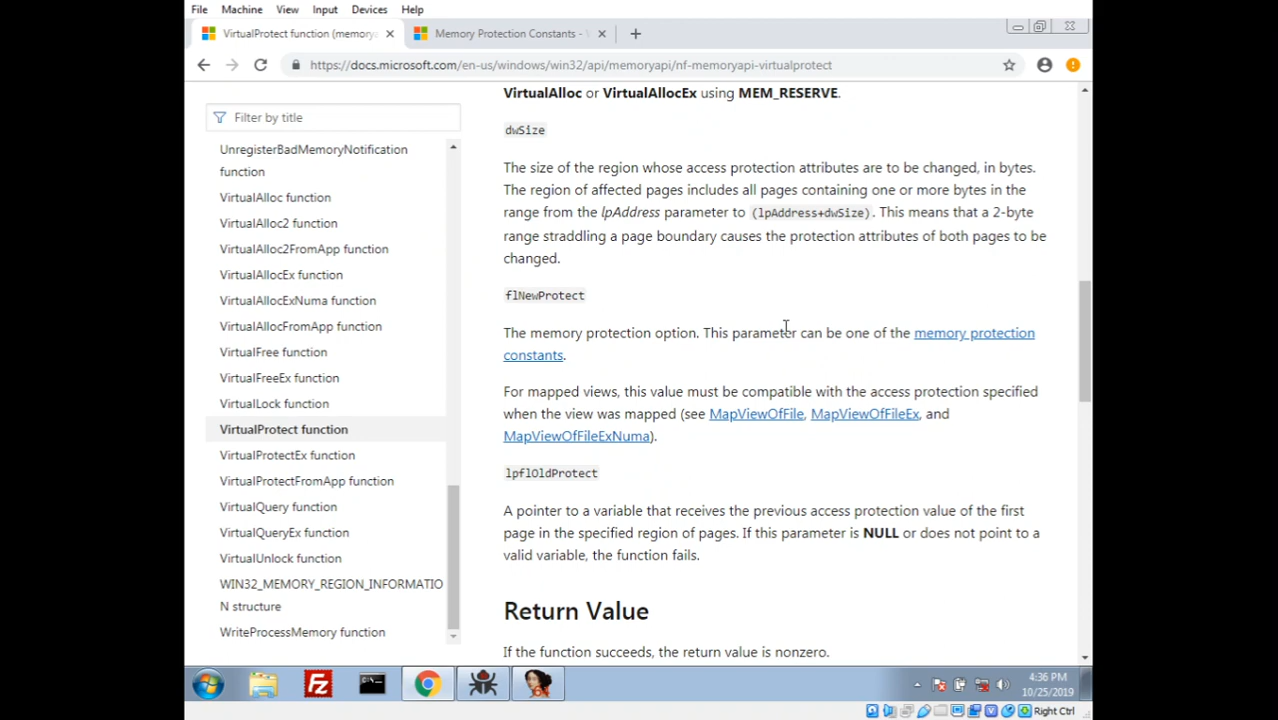 File Machine View Input Devices Help
VirtualProtect function (memorya
Memory Protection Constants -
https://docs.microsoft.com/en-us/windows/win32/api/memoryapi/nf-memoryapi-virtualprotect
Filter by title
UnregisterBadMemoryNotification
function
VirtualAlloc function
VirtualAlloc2 function
VirtualAlloc2FromApp function
VirtualAllocEx function
VirtualAllocExNuma function
VirtualAllocFromApp function
VirtualFree function
VirtualFreeEx function
VirtualLock function
VirtualProtect function
VirtualProtectEx function
VirtualProtectFromApp function
VirtualQuery function
VirtualQueryEx function
VirtualUnlock function
WIN32_MEMORY_REGION_INFORMATIO
N structure
WriteProcessMemory function
VirtualAlloc or VirtualAllocEx using MEM_RESERVE.
dwSize
The size of the region whose access protection attributes are to be changed, in bytes.
The region of affected pages includes all pages containing one or more bytes in the
range from the lpAddress parameter to (lpAddress+dwSize). This means that a 2-byte
range straddling a page boundary causes the protection attributes of both pages to be
changed.
flNewProtect
The memory protection option. This parameter can be one of the memory protection
constants.
For mapped views, this value must be compatible with the access protection specified
when the view was mapped (see MapViewOfFile, MapViewOfFileEx, and
MapViewOfFileExNuma).
lpflOldProtect
A pointer to a variable that receives the previous access protection value of the first
page in the specified region of pages. If this parameter is NULL or does not point to a
valid variable, the function fails.
Return Value
If the function succeeds, the return value is nonzero.
4:36 PM
10/25/2019
Right Ctrl